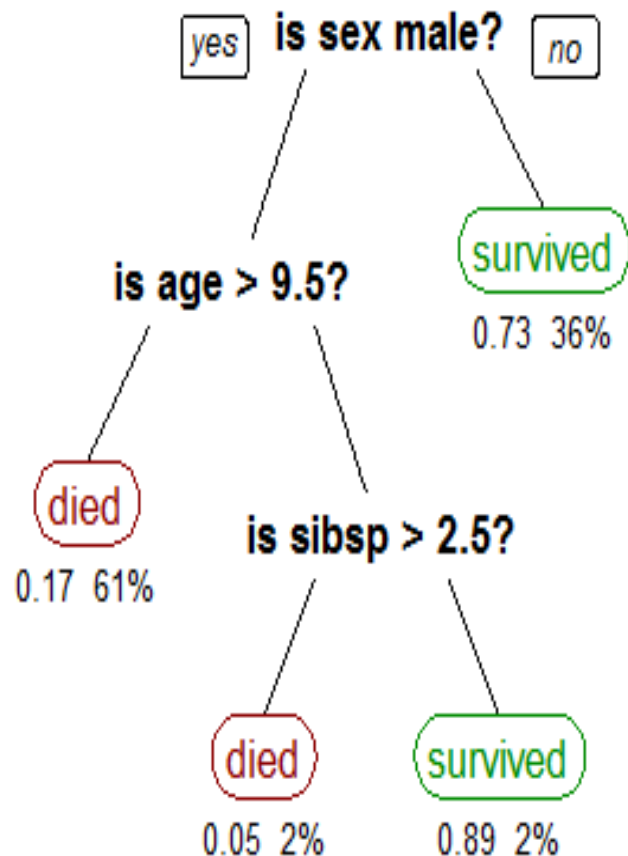 yes is sex male? no
survived
0.73 36%
is age > 9.5?
died
0.17 61%
is sibsp > 2.5?
died survived
0.05 2% 0.89 2%